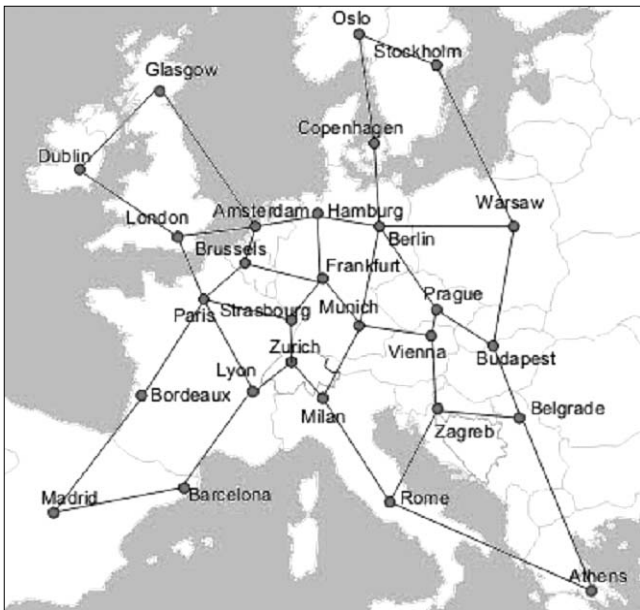 Oslo
Stockholm
Glasgow
Copenhagen
Dublin
London
Amsterdam
Hamburg
Warsaw
Berlin
Brussels
Frankfurt
Paris
Strasbourg
Munich
Prague
Vienna
Budapest
Zurich
Lyon
Bordeaux
Milan
Zagreb
Belgrade
Madrid
Barcelona
Rome
Athens